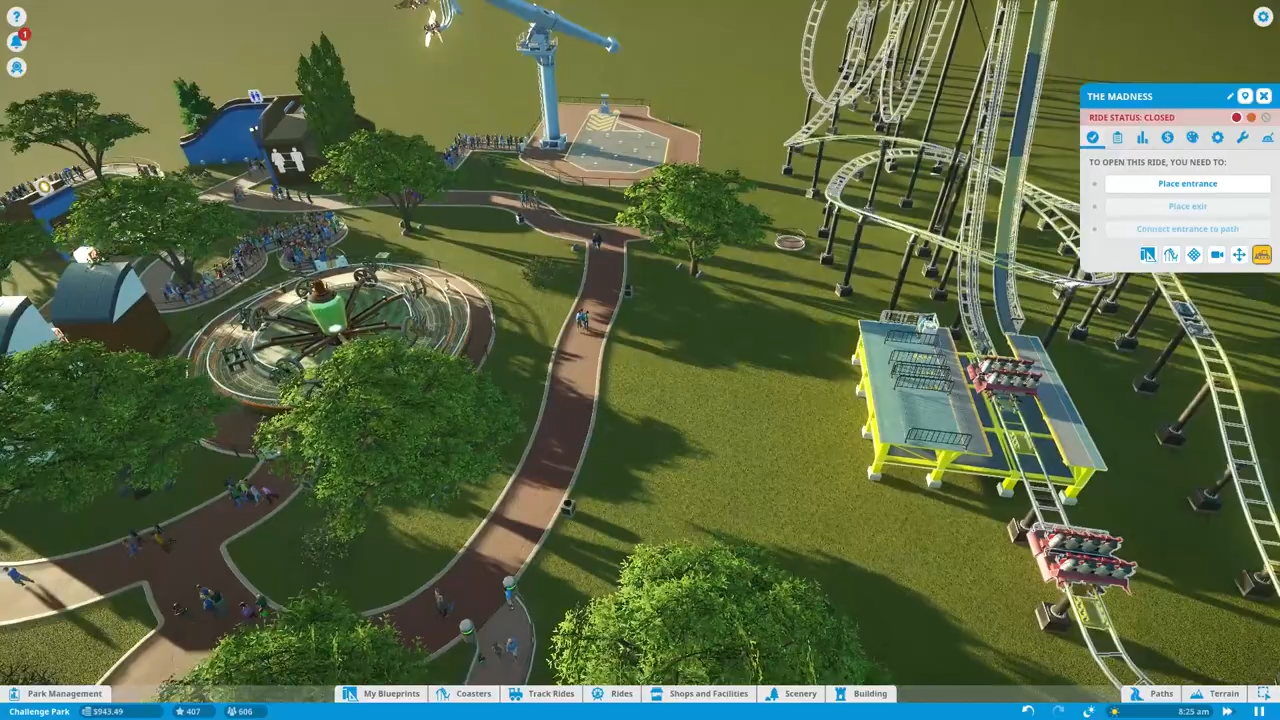 1
THE MADNESS
RIDE STATUS: CLOSED
TO OPEN THIS RIDE, YOU NEED TO:
Place entrance
Place exit
Connect entrance to path
Park Management
My Blueprints
Coasters
Track Rides
Rides
Shops and Facilities
Scenery
Building
Paths
Terrain
Challenge Park
$943.49
407
606
8:25 am